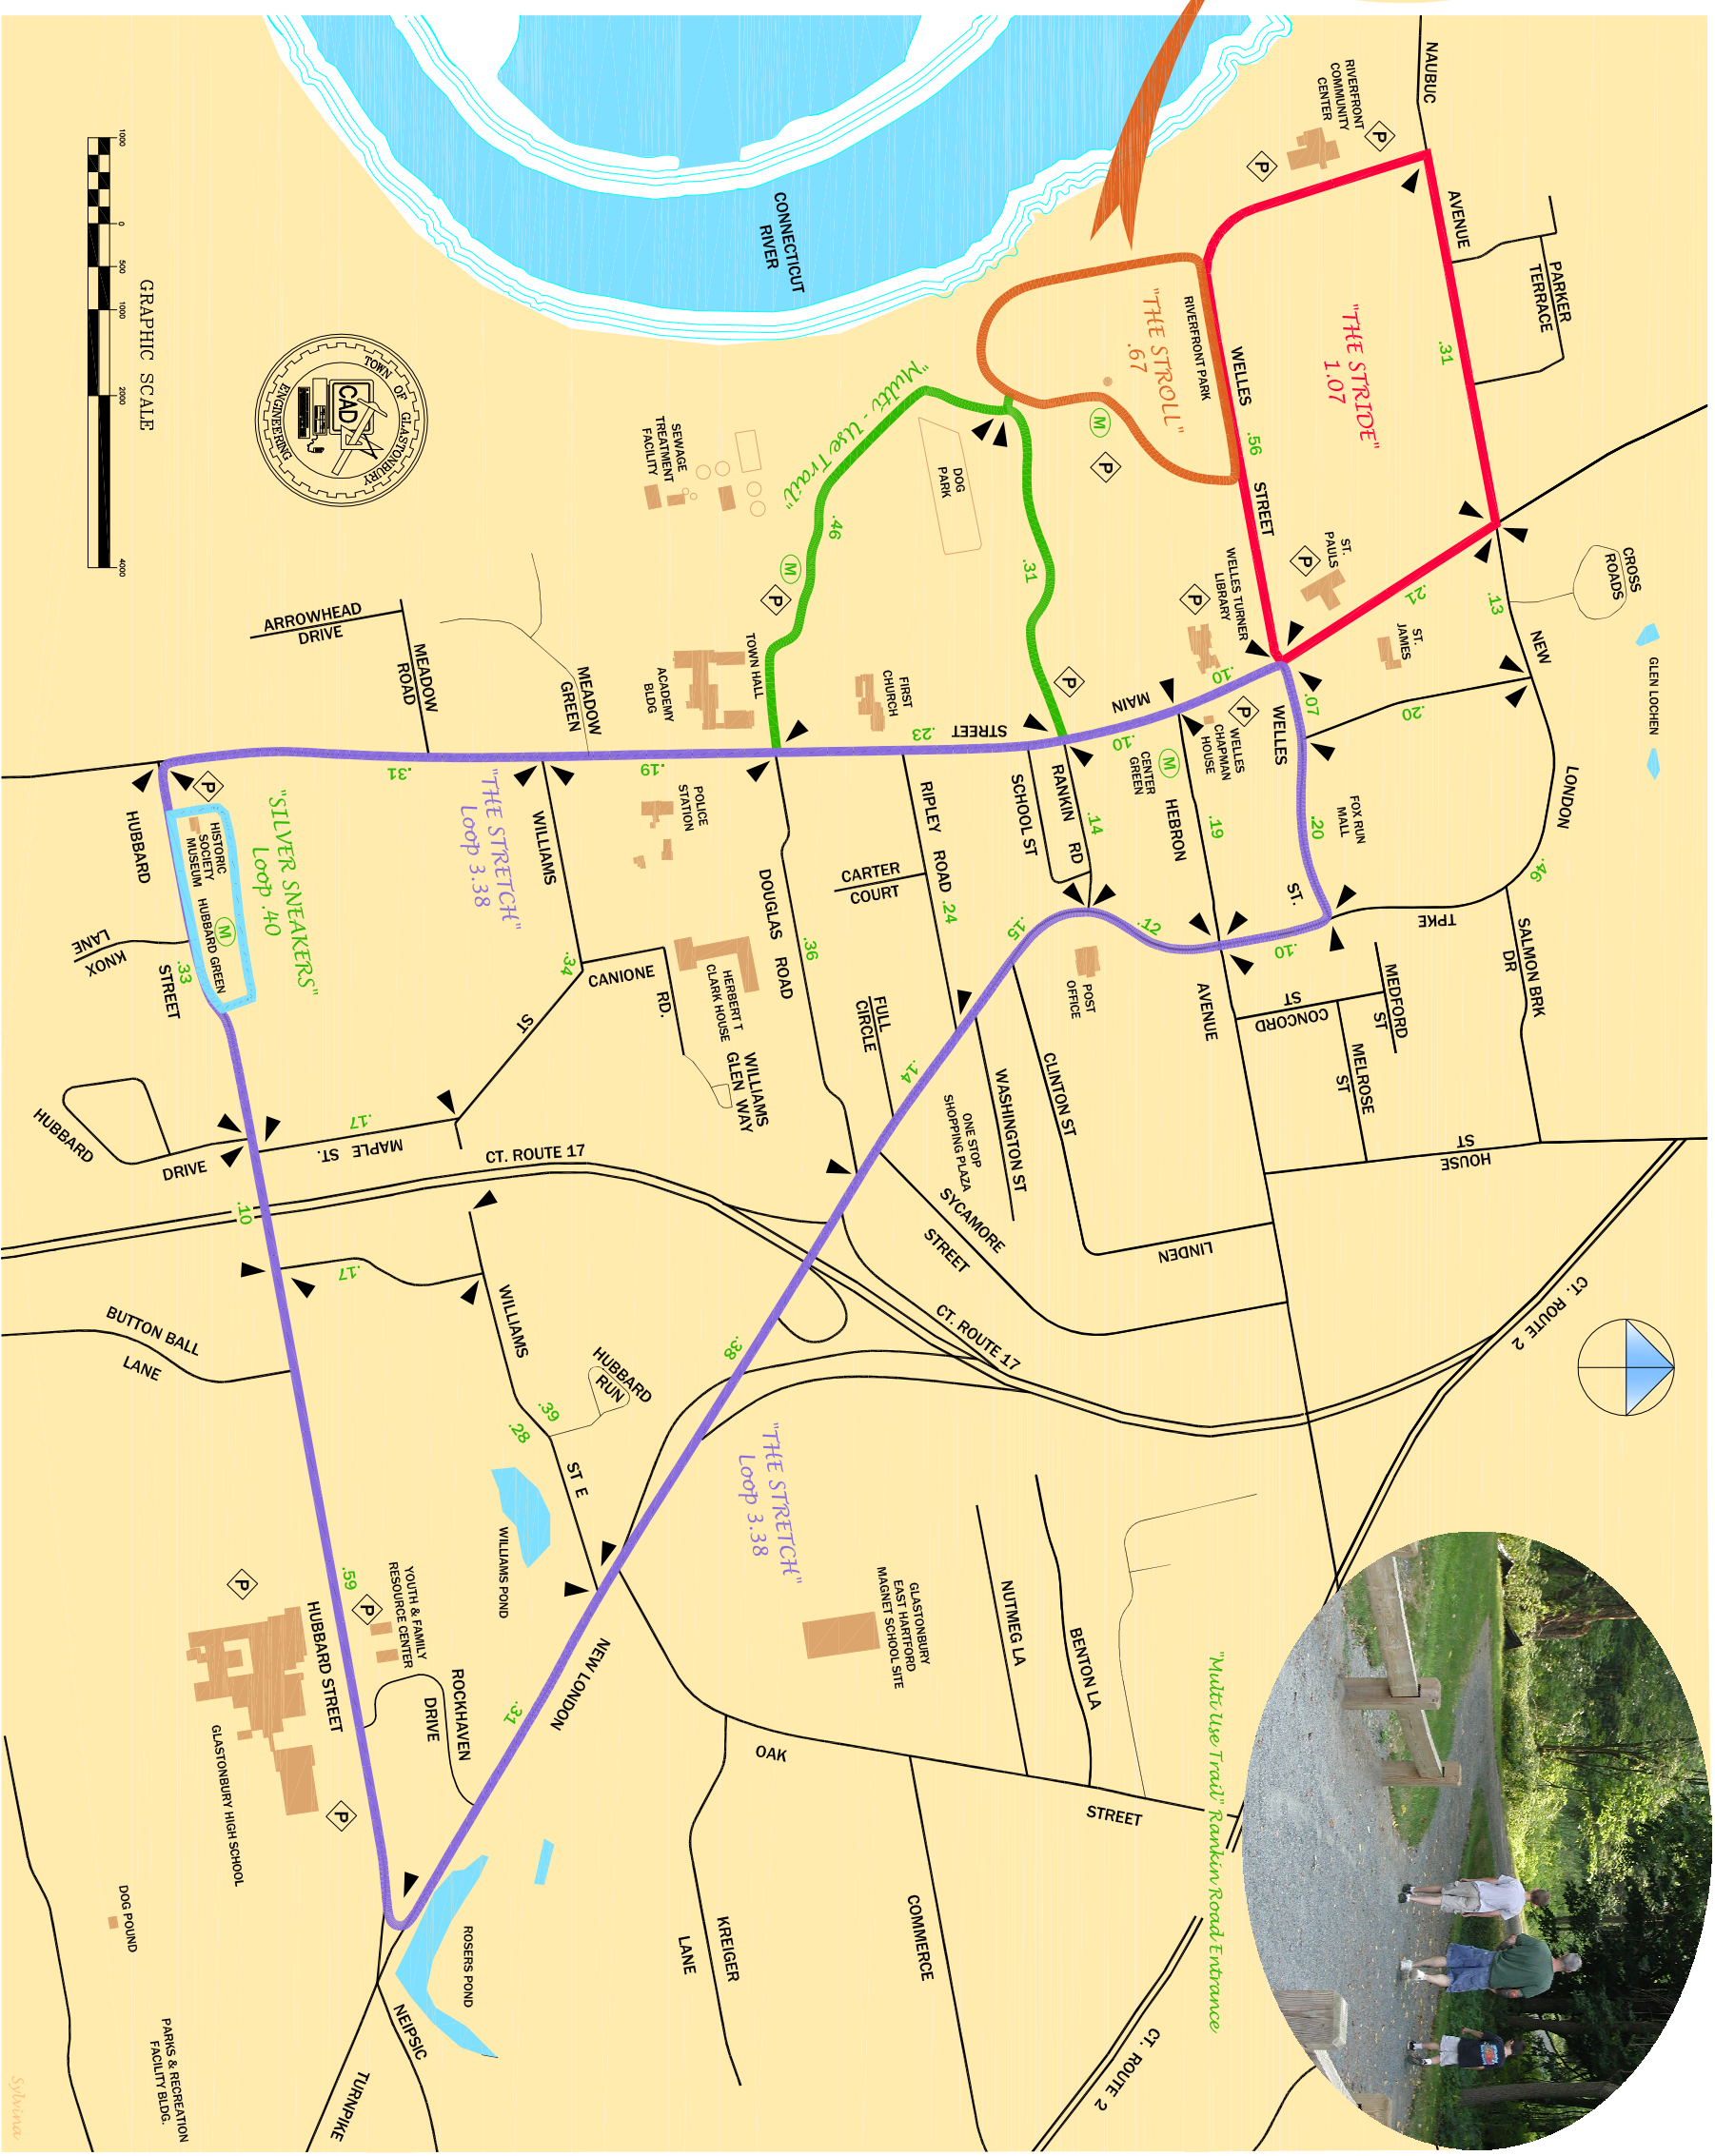 NAUBUC
AVENUE
RIVERFRONT
COMMUNITY
CENTER
P
P
PARKER
TERRACE
.31
"THE STRIDE"
1.07
"THE STROLL"
.67
RIVERFRONT PARK
WELLES
.56
STREET
M
P
CROSS
ROADS
GLEN LOCHEN
ST.
PAULS
P
.21
.13
NEW
LONDON
.46
TPKE
ST.
JAMES
.20
WELLES TURNER
LIBRARY
P
.10
.07
WELLES
.20
ST.
FOX RUN
MALL
P
WELLES
CHAPMAN
HOUSE
M
CENTER
GREEN
MAIN
.10
STREET
.23
HEBRON
.19
AVENUE
.10
.12
RANKIN
RD
.14
SCHOOL ST
RIPLEY
ROAD
.24
CARTER
COURT
CONNECTICUT
RIVER
"Multi - Use Trail"
.46
.31
DOG
PARK
SEWAGE
TREATMENT
FACILITY
M
P
P
TOWN HALL
ACADEMY
BLDG
FIRST
CHURCH
GRAPHIC SCALE
1000
0
500
1000
2000
4000
TOWN OF GLASTONBURY
ENGINEERING
CAD
ARROWHEAD
DRIVE
MEADOW
ROAD
MEADOW
GREEN
.31
.19
"THE STRETCH"
Loop 3.38
POLICE
STATION
DOUGLAS
ROAD
.36
WILLIAMS
.34
ST
CANIONE
RD.
HERBERT T
CLARK HOUSE
WILLIAMS
GLEN WAY
FULL
CIRCLE
.15
POST
OFFICE
.14
CLINTON ST
WASHINGTON ST
ONE STOP
SHOPPING PLAZA
SYCAMORE
STREET
LINDEN
CONCORD
ST
MEDFORD
ST
MELROSE
ST
SALMON BRK
DR
HOUSE
ST
P
HUBBARD
STREET
HISTORIC
SOCIETY
MUSEUM
HUBBARD GREEN
M
"SILVER SNEAKERS"
Loop .40
KNOX
LANE
.33
HUBBARD
DRIVE
MAPLE ST.
.17
CT. ROUTE 17
CT. ROUTE 17
CT. ROUTE 2
.10
.17
BUTTON BALL
LANE
WILLIAMS
ST E
.39
.28
HUBBARD
RUN
.38
WILLIAMS POND
"THE STRETCH"
Loop 3.38
.59
P
P
YOUTH & FAMILY
RESOURCE CENTER
HUBBARD STREET
ROCKHAVEN
DRIVE
GLASTONBURY HIGH SCHOOL
P
NEW LONDON
.31
GLASTONBURY
EAST HARTFORD
MAGNET SCHOOL SITE
NUTMEG LA
BENTON LA
OAK
STREET
"Multi Use Trail" Rankin Road Entrance
COMMERCE
KREIGER
LANE
ROSERS POND
DOG POUND
PARKS & RECREATION
FACILITY BLDG.
NEIPSIC
TURNPIKE
CT. ROUTE 2
Sylvina